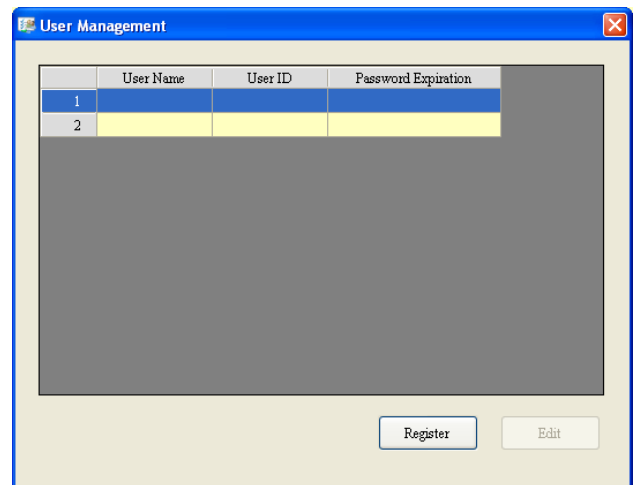 User Management
User Name User ID Password Expiration
1
2
Register Edit